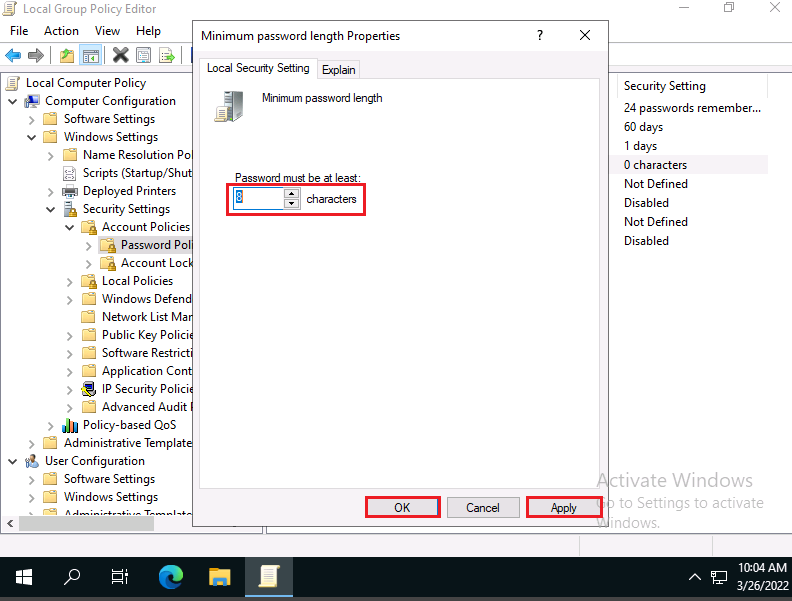 Local Group Policy Editor
File Action View Help
Minimum password length Properties
?
Local Security Setting
Explain
Minimum password length
Password must be at least:
8
characters
OK
Cancel
Apply
Local Computer Policy
Computer Configuration
Software Settings
Windows Settings
Name Resolution Pol
Scripts (Startup/Shut
Deployed Printers
Security Settings
Account Policies
Password Poli
Account Lock
Local Policies
Windows Defend
Network List Man
Public Key Policie
Software Restricti
Application Cont
IP Security Policie
Advanced Audit P
Policy-based QoS
Administrative Template
User Configuration
Software Settings
Windows Settings
Administrative Template
Security Setting
24 passwords remember...
60 days
1 days
0 characters
Not Defined
Disabled
Not Defined
Disabled
Activate Windows
Go to Settings to activate
Windows.
10:04 AM
3/26/2022